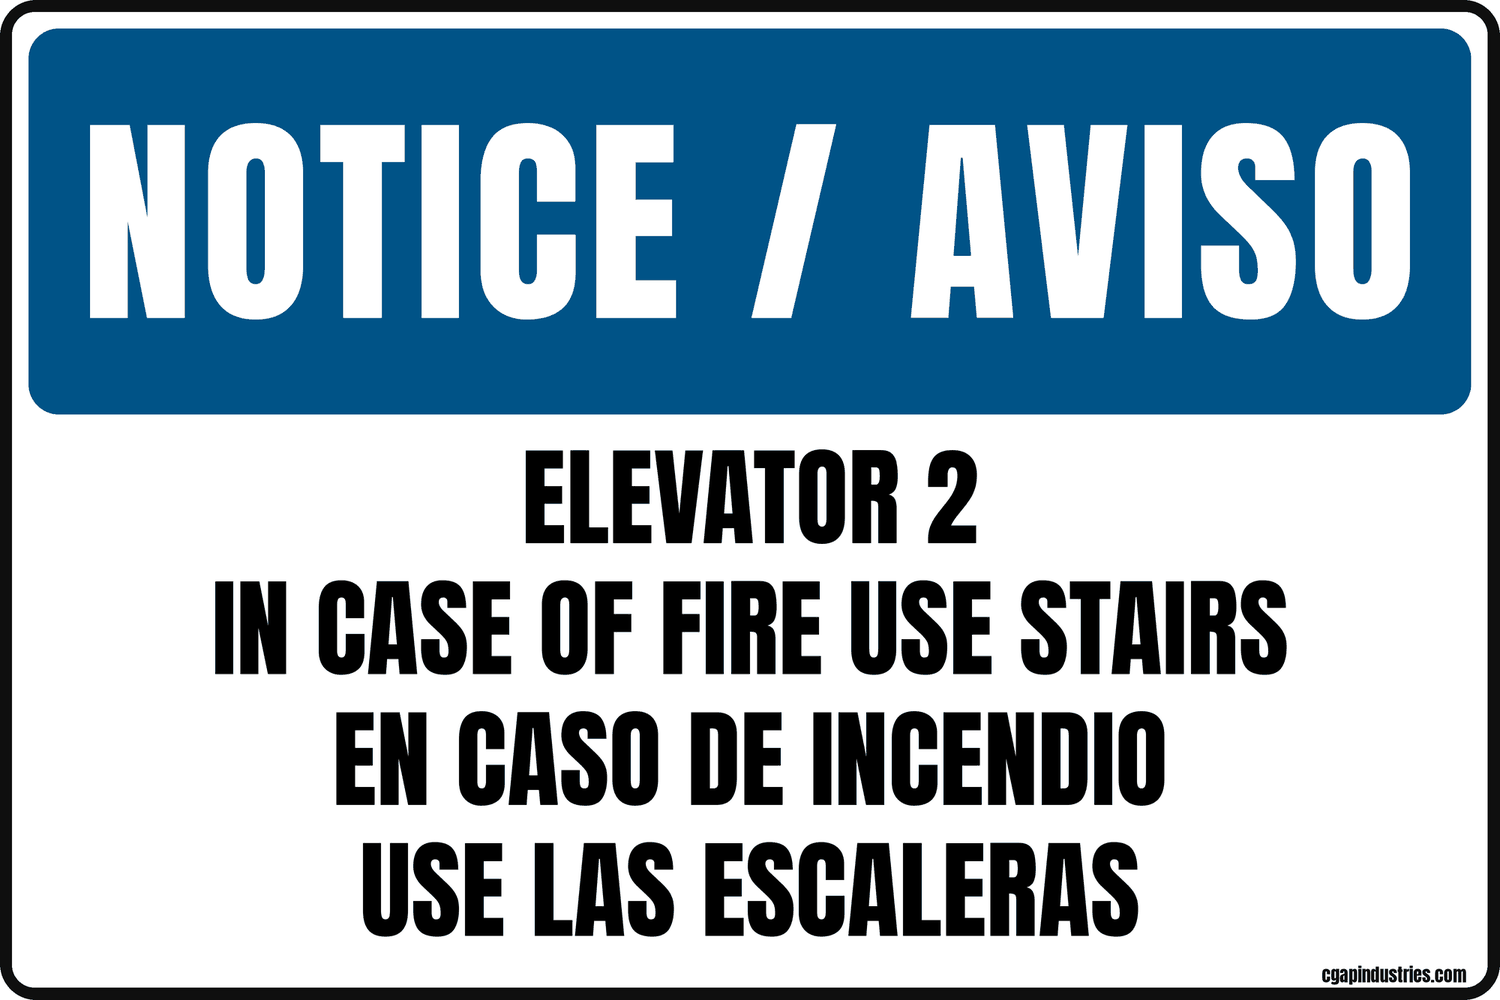 NOTICE / AVISO
ELEVATOR 2
IN CASE OF FIRE USE STAIRS
EN CASO DE INCENDIO
USE LAS ESCALERAS
cgapindustries.com